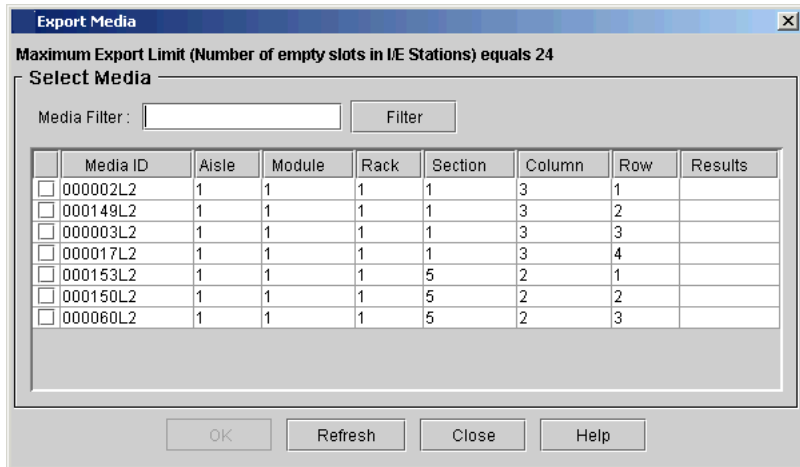 Export Media
Maximum Export Limit (Number of empty slots in I/E Stations) equals 24
Select Media
Media Filter : Filter
Media ID Aisle Module Rack Section Column Row Results
000002L2 1 1 1 1 3 1
000149L2 1 1 1 1 3 2
000003L2 1 1 1 1 3 3
000017L2 1 1 1 1 3 4
000153L2 1 1 1 5 2 1
000150L2 1 1 1 5 2 2
000060L2 1 1 1 5 2 3
OK Refresh Close Help